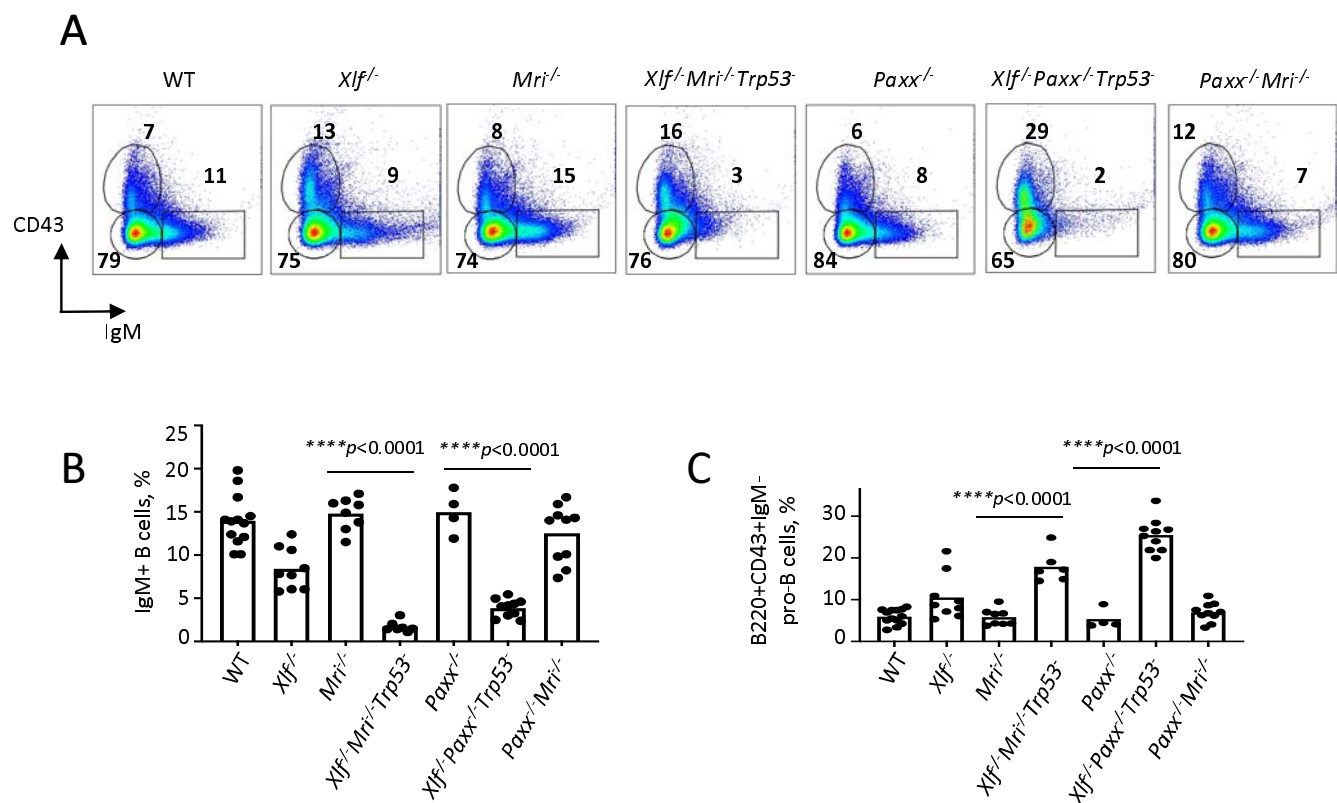 A
WT Xlf-/- Mri-/- Xlf-/-Mri-/-Trp53- Paxx-/- Xlf-/-Paxx-/-Trp53- Paxx-/-Mri-/-
7 13 8 16 6 29 12
11 9 15 3 8 2 7
CD43
79 75 74 76 84 65 80
IgM
B
****p<0.0001 ****p<0.0001
IgM+ B cells, %
25
20
15
10
5
0
WT Xlf-/- Mri-/- Xlf-/-Mri-/-Trp53- Paxx-/- Xlf-/-Paxx-/-Trp53- Paxx-/-Mri-/-
C
****p<0.0001
****p<0.0001
B220+CD43+IgM-
pro-B cells, %
30
20
10
0
WT Xlf-/- Mri-/- Xlf-/-Mri-/-Trp53- Paxx-/- Xlf-/-Paxx-/-Trp53- Paxx-/-Mri-/-